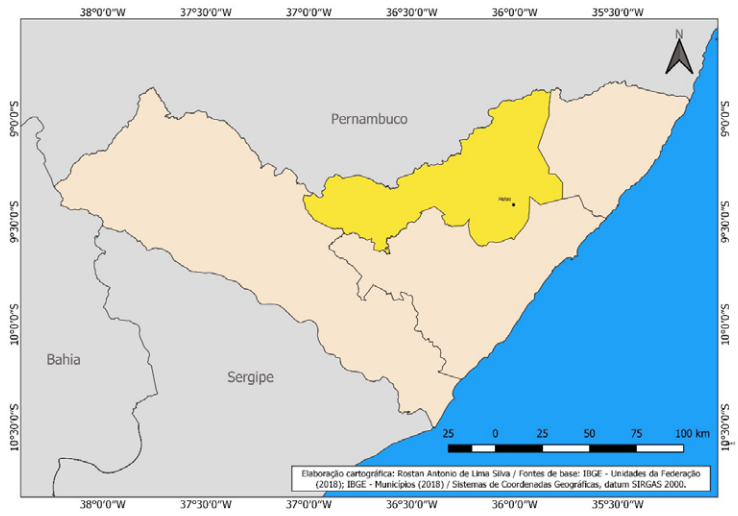 38°0'0"W 37°30'0"W 37°0'0"W 36°30'0"W 36°0'0"W 35°30'0"W
N
9°0'0"S 9°0'0"S
Pernambuco
9°30'0"S 9°30'0"S
10°0'0"S 10°0'0"S
Bahia
Sergipe
10°30'0"S 10°30'0"S
25 0 25 50 75 100 km
Elaboração cartográfica: Rostan Antonio de Lima Silva / Fontes de base: IBGE - Unidades da Federação
(2018); IBGE - Municípios (2018) / Sistemas de Coordenadas Geográficas, datum SIRGAS 2000.
38°0'0"W 37°30'0"W 37°0'0"W 36°30'0"W 36°0'0"W 35°30'0"W